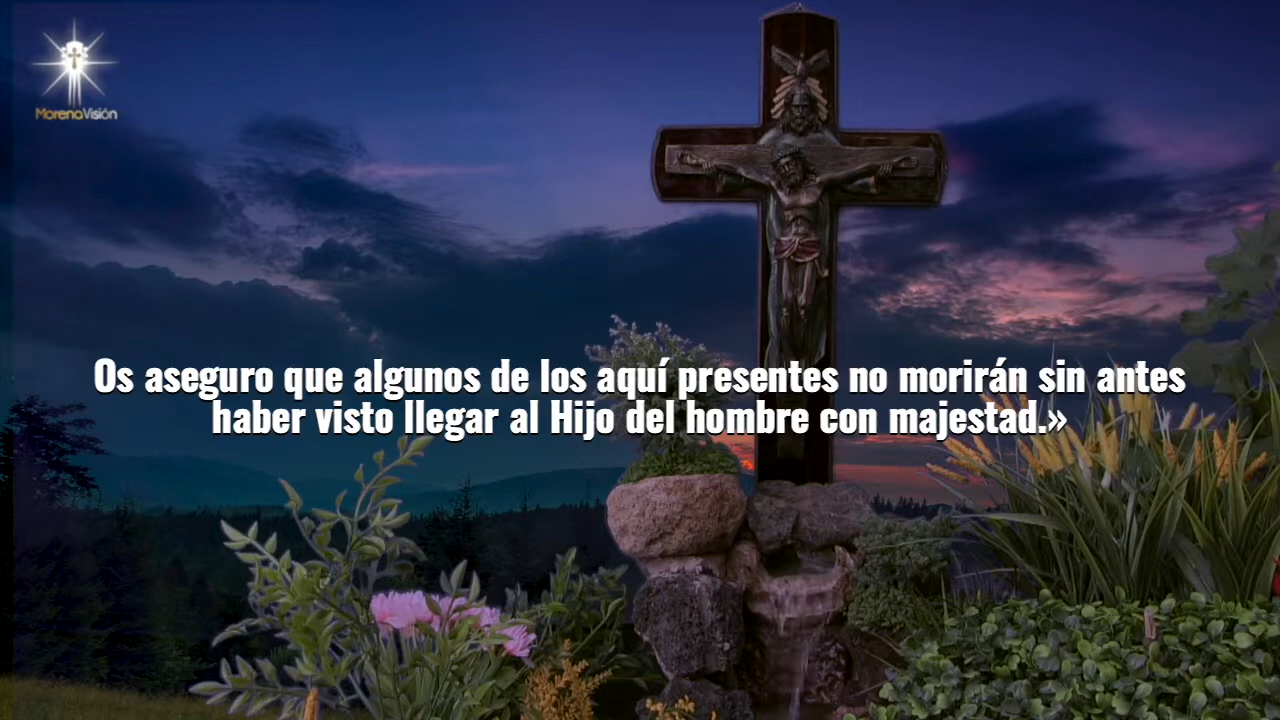 MorenaVisión
Os aseguro que algunos de los aquí presentes no morirán sin antes
haber visto llegar al Hijo del hombre con majestad.»